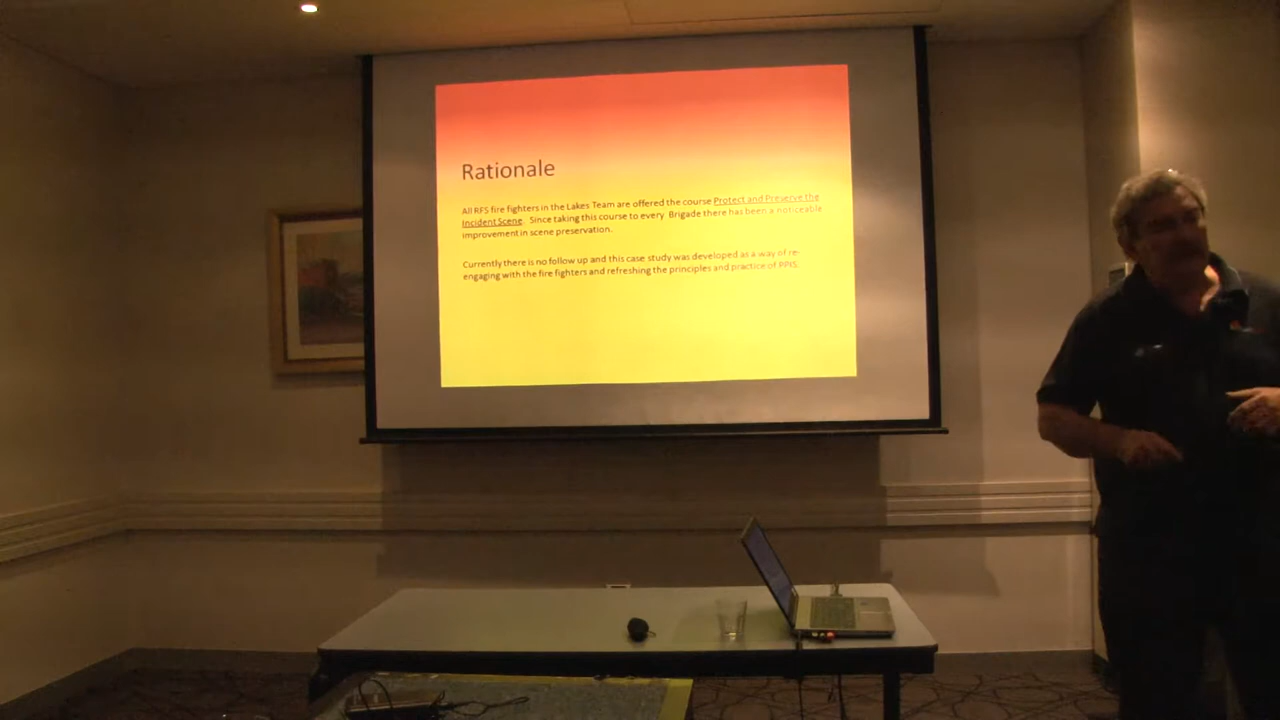 Rationale
All RFS fire fighters in the Lakes Team are offered the course Protect and Preserve the
Incident Scene. Since taking this course to every Brigade there has been a noticeable
improvement in scene preservation.
Currently there is no follow up and this case study was developed as a way of re-
engaging with the fire fighters and refreshing the principles and practice of PPIS.